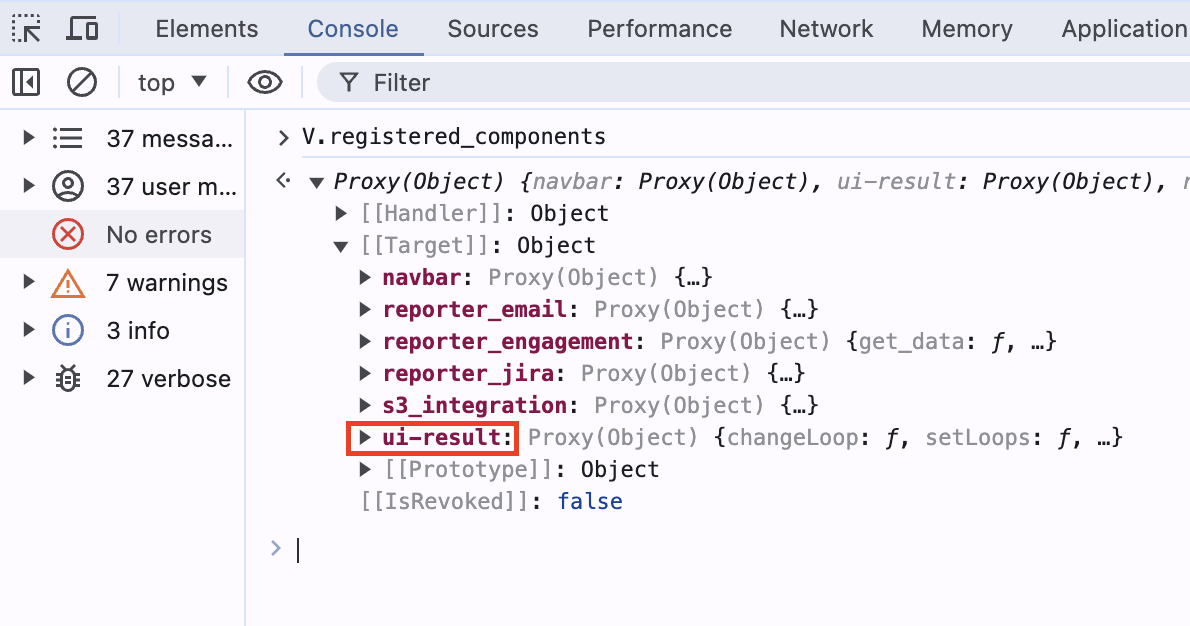 Elements Console Sources Performance Network Memory Application
top Filter
37 messa...
37 user m...
No errors
7 warnings
3 info
27 verbose
V.registered_components
Proxy(Object) {navbar: Proxy(Object), ui-result: Proxy(Object),
[[Handler]]: Object
[[Target]]: Object
navbar: Proxy(Object) {…}
reporter_email: Proxy(Object) {…}
reporter_engagement: Proxy(Object) {get_data: ƒ, …}
reporter_jira: Proxy(Object) {…}
s3_integration: Proxy(Object) {…}
ui-result: Proxy(Object) {changeLoop: ƒ, setLoops: ƒ, …}
[[Prototype]]: Object
[[IsRevoked]]: false